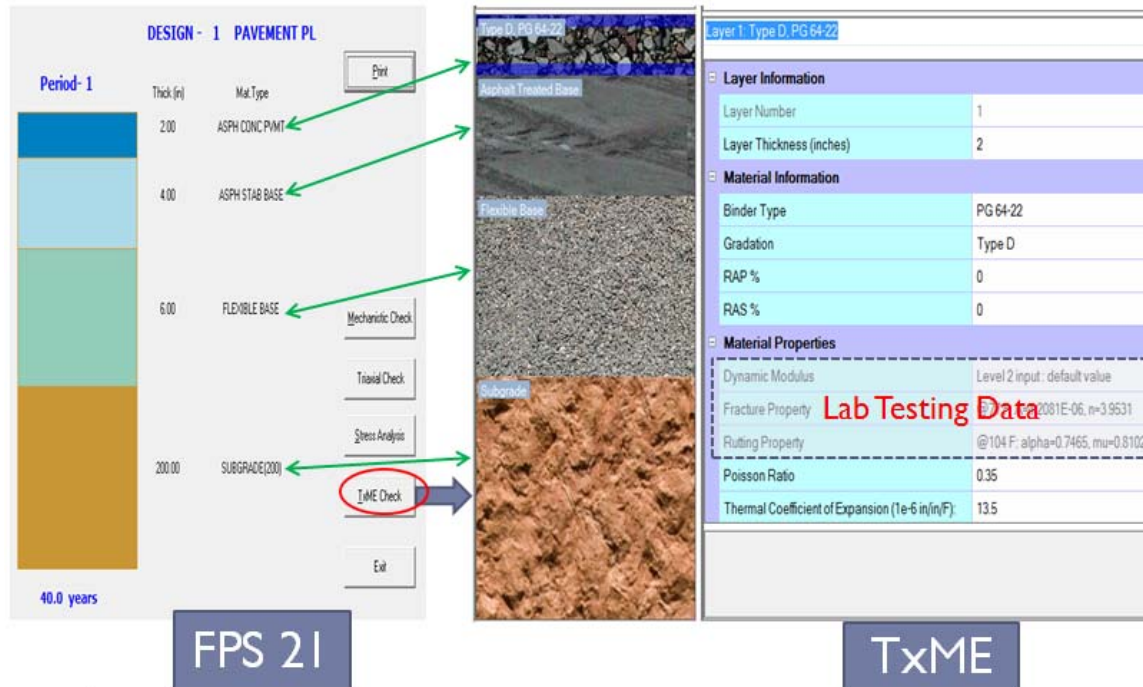 DESIGN - 1 PAVEMENT PL
Period- 1
Thick (in) Mat.Type
2.00 ASPH CONC PVMT
4.00 ASPH STAB BASE
6.00 FLEXIBLE BASE
200.00 SUBGRADE(200)
40.0 years
Print
Mechanistic Check
Triaxial Check
Stress Analysis
TxME Check
Exit
FPS 21
Type D, PG 64-22
Asphalt Treated Base
Flexible Base
Subgrade
Layer 1: Type D, PG 64-22
Layer Information
Layer Number 1
Layer Thickness (inches) 2
Material Information
Binder Type PG 64-22
Gradation Type D
RAP % 0
RAS % 0
Material Properties
Dynamic Modulus Level 2 input : default value
Fracture Property 2081E-06, n=3.9531
Lab Testing Data
Rutting Property @104 F: alpha=0.7465, mu=0.8102
Poisson Ratio 0.35
Thermal Coefficient of Expansion (1e-6 in/in/F): 13.5
TxME